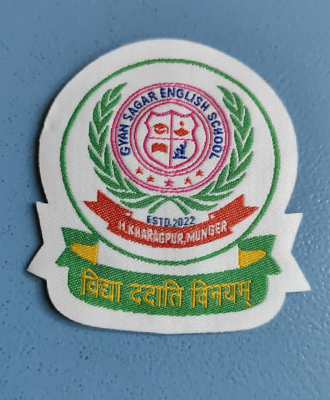 GYAN SAGAR ENGLISH SCHOOL
ESTD.2022
H.KHARAGPUR, MUNGER
विद्या ददाति विनयम्